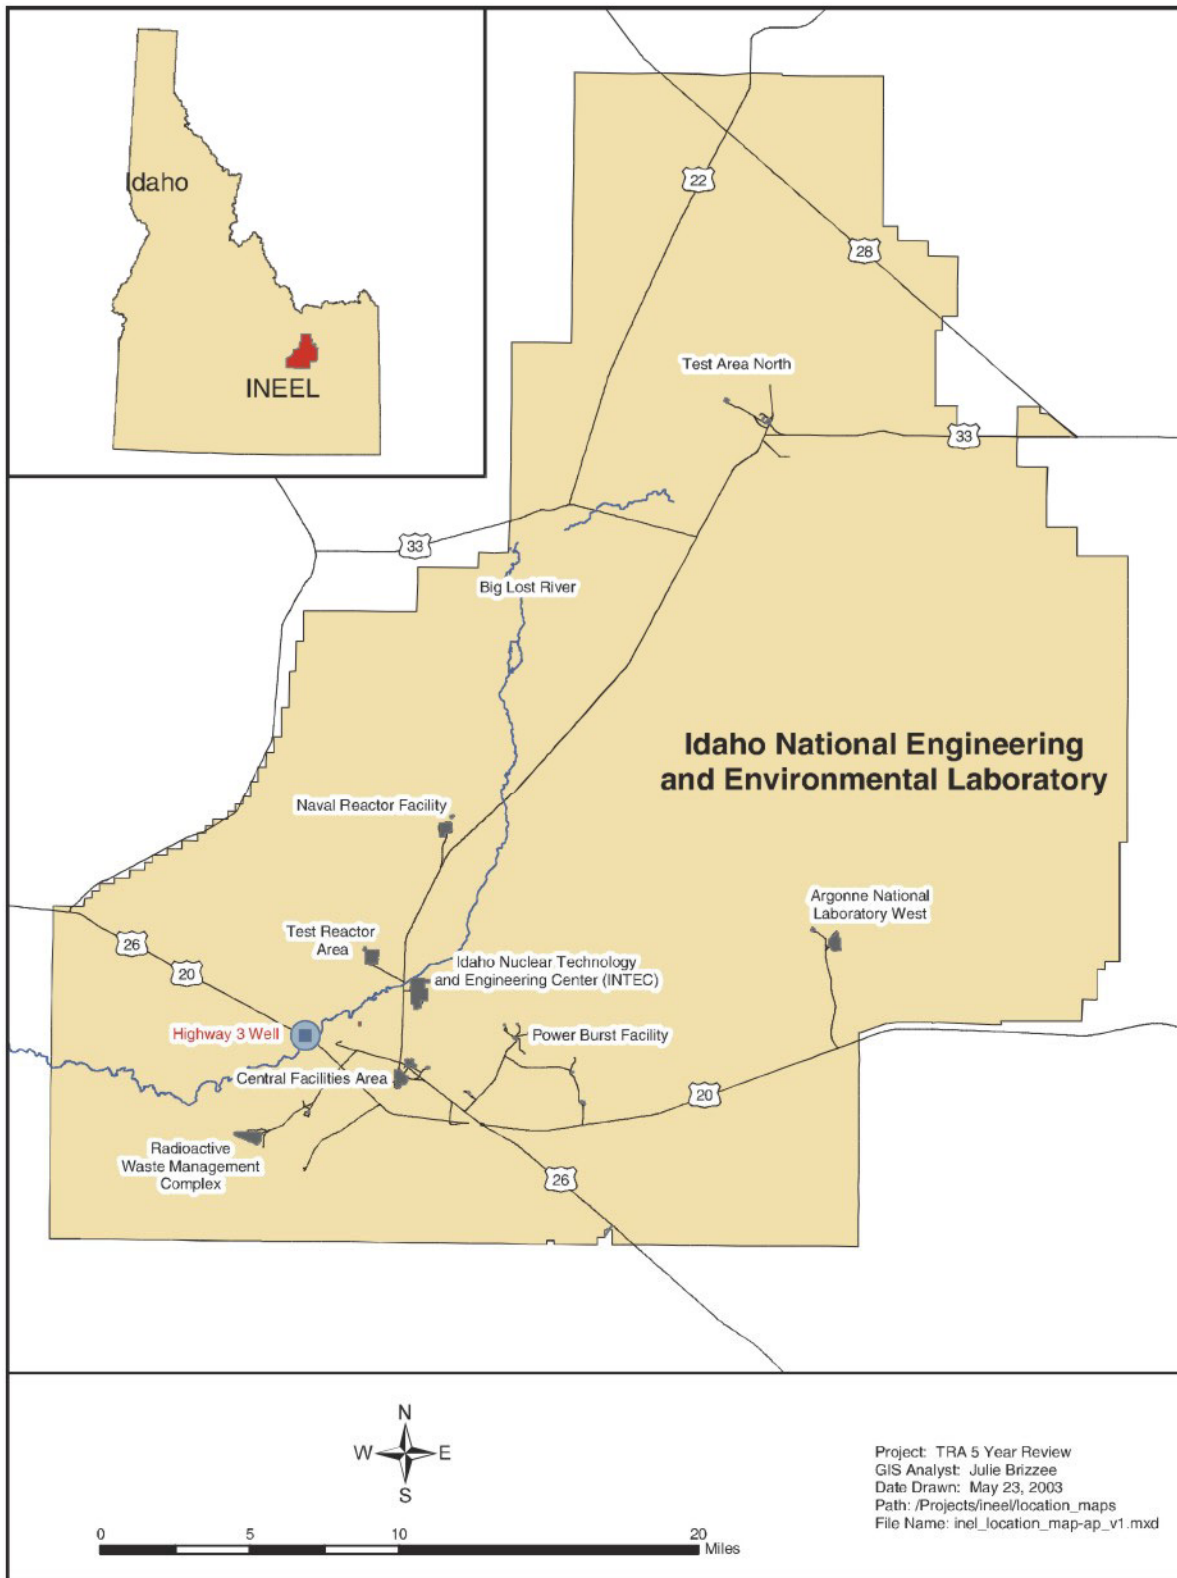 Idaho
INEEL
22
28
Test Area North
33
33
Big Lost River
Idaho National Engineering
and Environmental Laboratory
Naval Reactor Facility
Argonne National
Laboratory West
26
20
Test Reactor
Area
Idaho Nuclear Technology
and Engineering Center (INTEC)
Highway 3 Well
Power Burst Facility
Central Facilities Area
20
Radioactive
Waste Management
Complex
26
N
W E
S
0 5 10 20
Miles
Project: TRA 5 Year Review
GIS Analyst: Julie Brizzee
Date Drawn: May 23, 2003
Path: /Projects/ineel/location_maps
File Name: inel_location_map-ap_v1.mxd